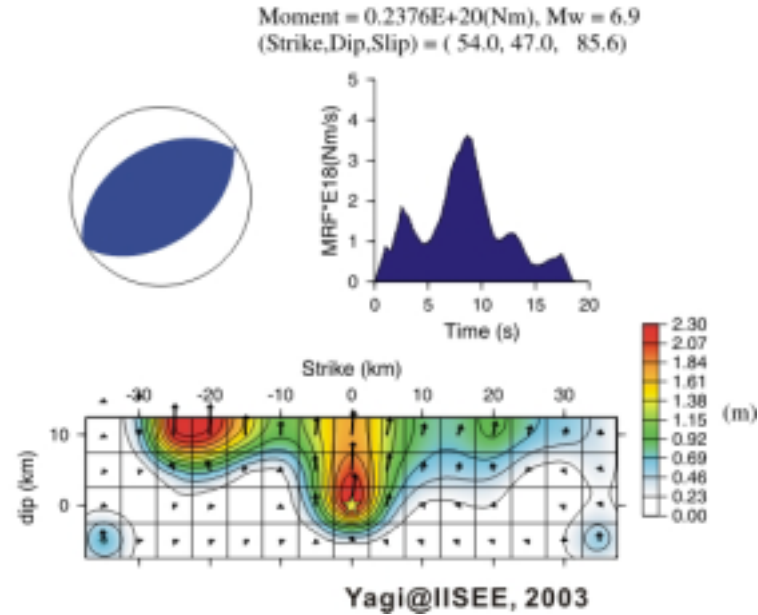 Moment = 0.2376E+20(Nm), Mw = 6.9
(Strike,Dip,Slip) = ( 54.0, 47.0, 85.6)
5
4
3
2
1
0
MRF*E18(Nm/s)
0 5 10 15 20
Time (s)
Strike (km)
-30 -20 -10 0 10 20 30
10
0
dip (km)
2.30
2.07
1.84
1.61
1.38
1.15
0.92
0.69
0.46
0.23
0.00
(m)
Yagi@IISEE, 2003